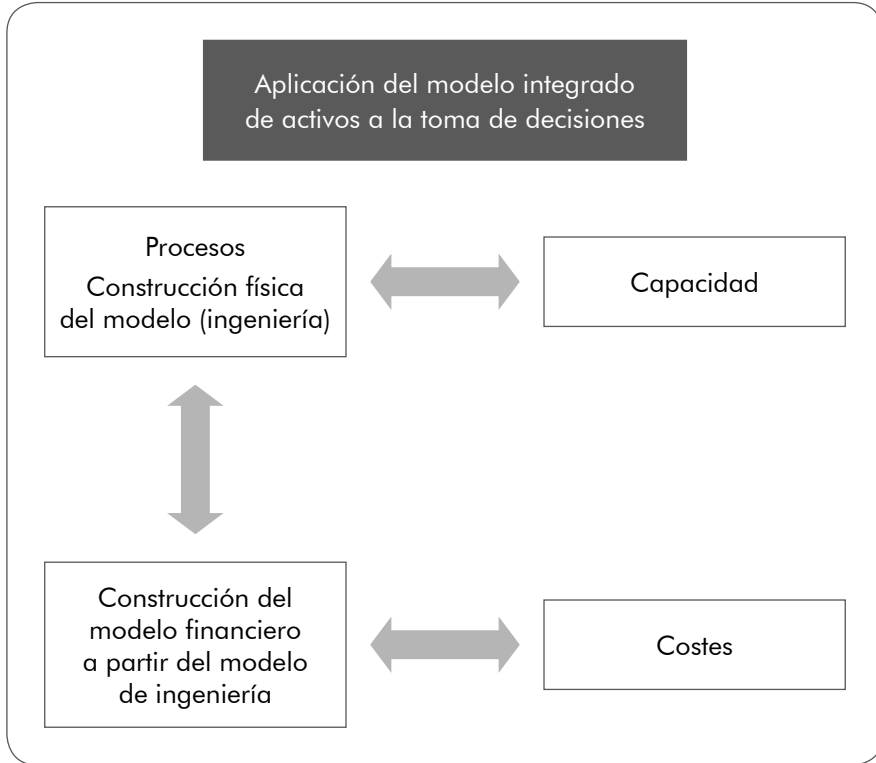 Aplicación del modelo integrado
de activos a la toma de decisiones
Procesos
Construcción física
del modelo (ingeniería)
Capacidad
Construcción del
modelo financiero
a partir del modelo
de ingeniería
Costes